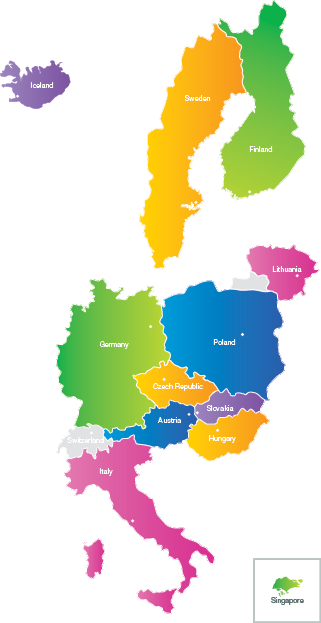 Iceland
Sweden
Finland
Lithuania
Germany
Poland
Czech Republic
Slovakia
Austria
Switzerland
Hungary
Italy
Singapore